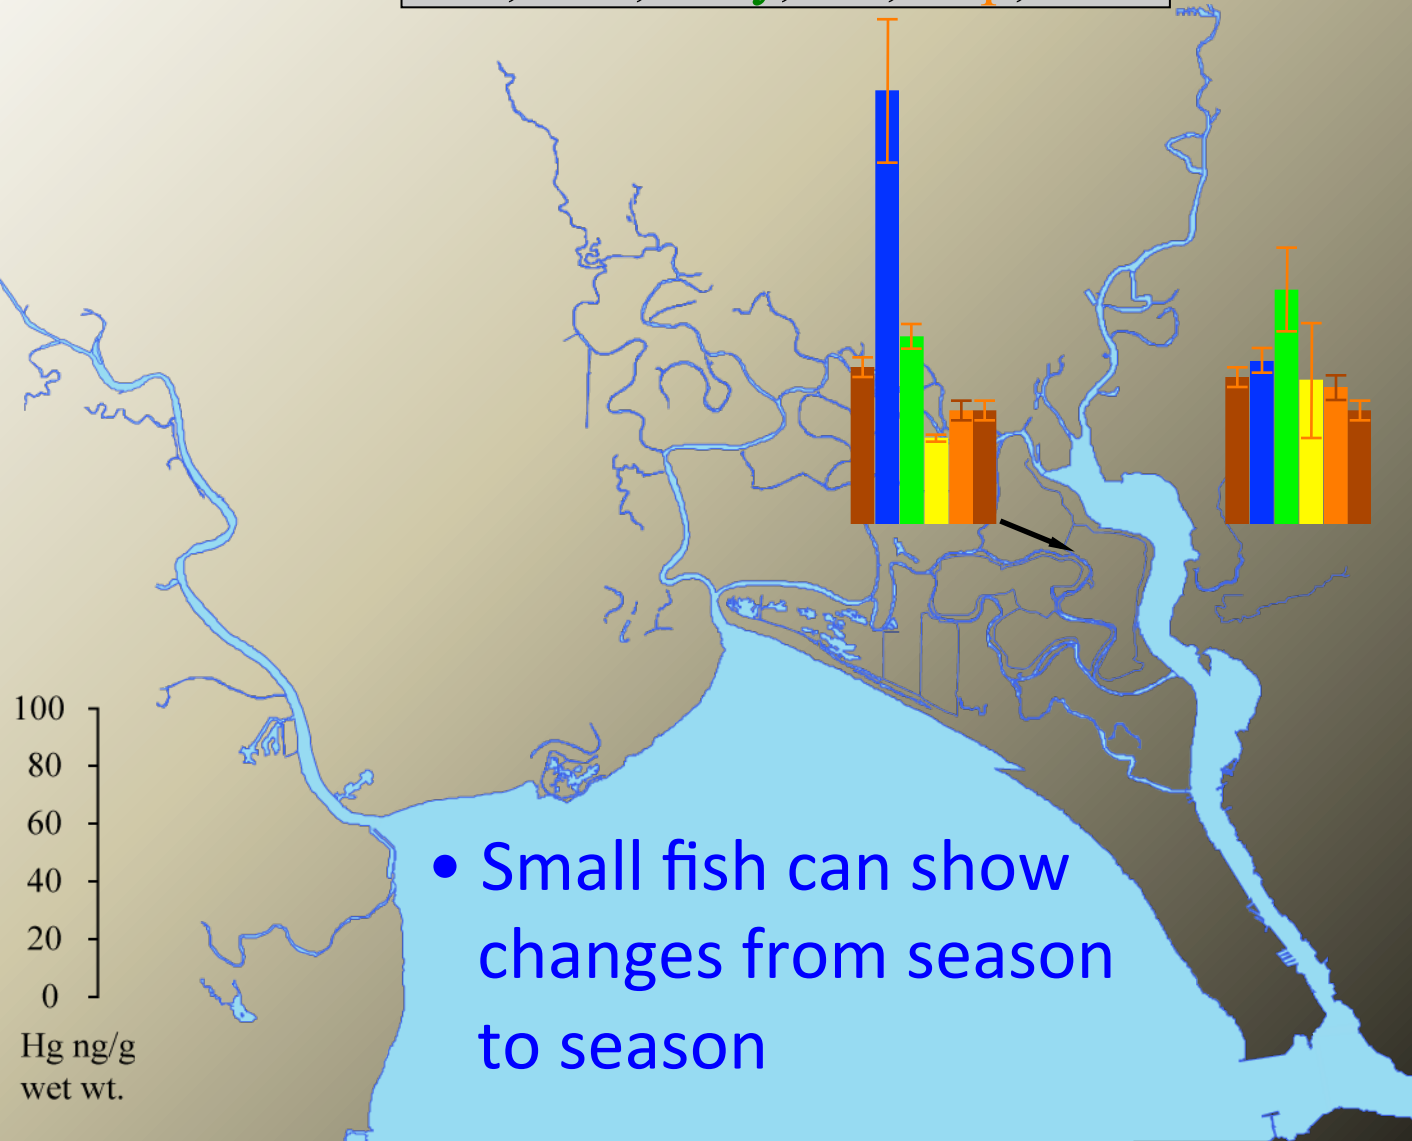 100
80
60
40
20
0
Hg ng/g
wet wt.
• Small fish can show
changes from season
to season